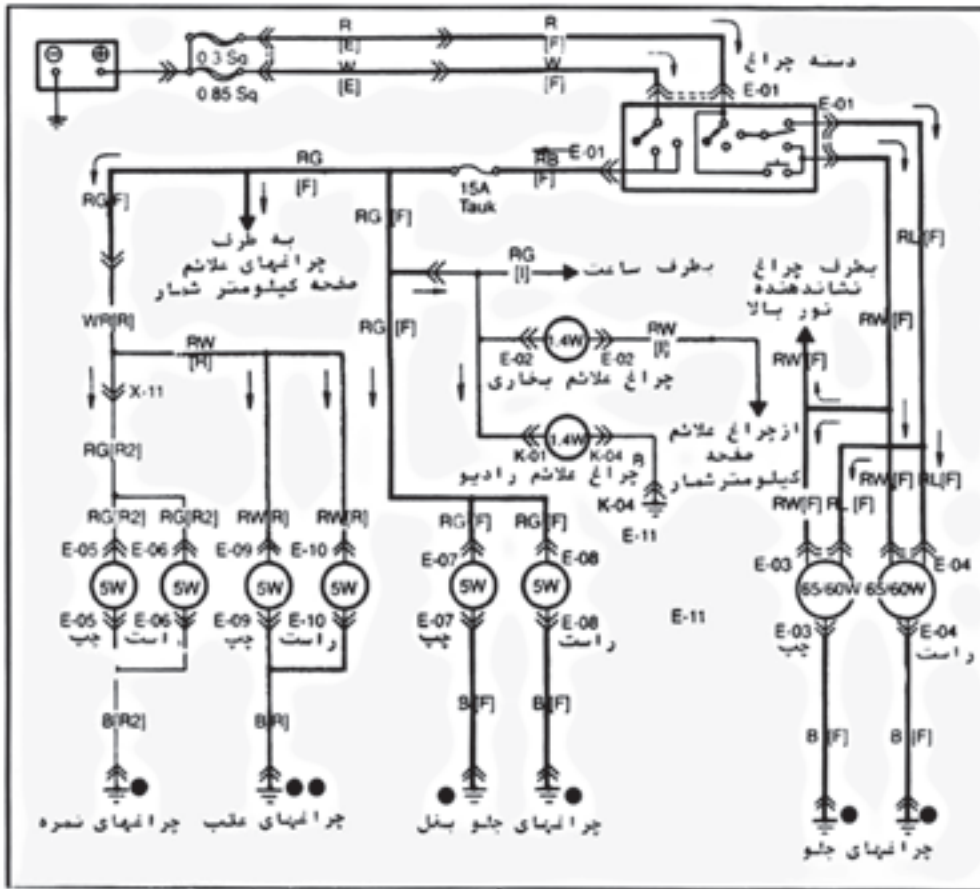 R
R
[E]
[F]
0.3 Sq
W
W
[E]
[F]
0.85 Sq
دسته چراغ
E-01
E-01
RG
[F]
15A
Tauk
RB
[F]
E-01
RG[F]
RG [F]
RL[F]
به طرف
چراغهای علائم
صفحه کیلومتر شمار
RG
[I]
بطرف ساعت
بطرف چراغ
نشاندهنده
نور بالا
WR[R]
RW
[R]
RG [F]
RW [F]
RW [F]
E-02
1.4W
E-02
RW
[I]
چراغ علائم بخاری
X-11
RG[R2]
K-01
1.4W
K-04
B
چراغ علائم رادیو
ازچراغ علائم
صفحه
کیلومترشمار
K-04
E-11
RW[F]
RL [F]
RW[F]
RL[F]
RG[R2]
RG[R2]
RW[R]
RW[R]
RG [F]
RG [F]
E-05
E-06
E-09
E-10
E-07
E-08
E-03
E-04
5W
5W
5W
5W
5W
5W
65/60W
65/60W
E-05
E-06
E-09
E-10
E-07
E-08
E-11
E-03
E-04
چپ
راست
چپ
راست
چپ
راست
چپ
راست
B[R2]
B[R]
B[F]
B[F]
B [F]
B [F]
چراغهای نمره
چراغهای عقب
چراغهای جلو بغل
چراغهای جلو